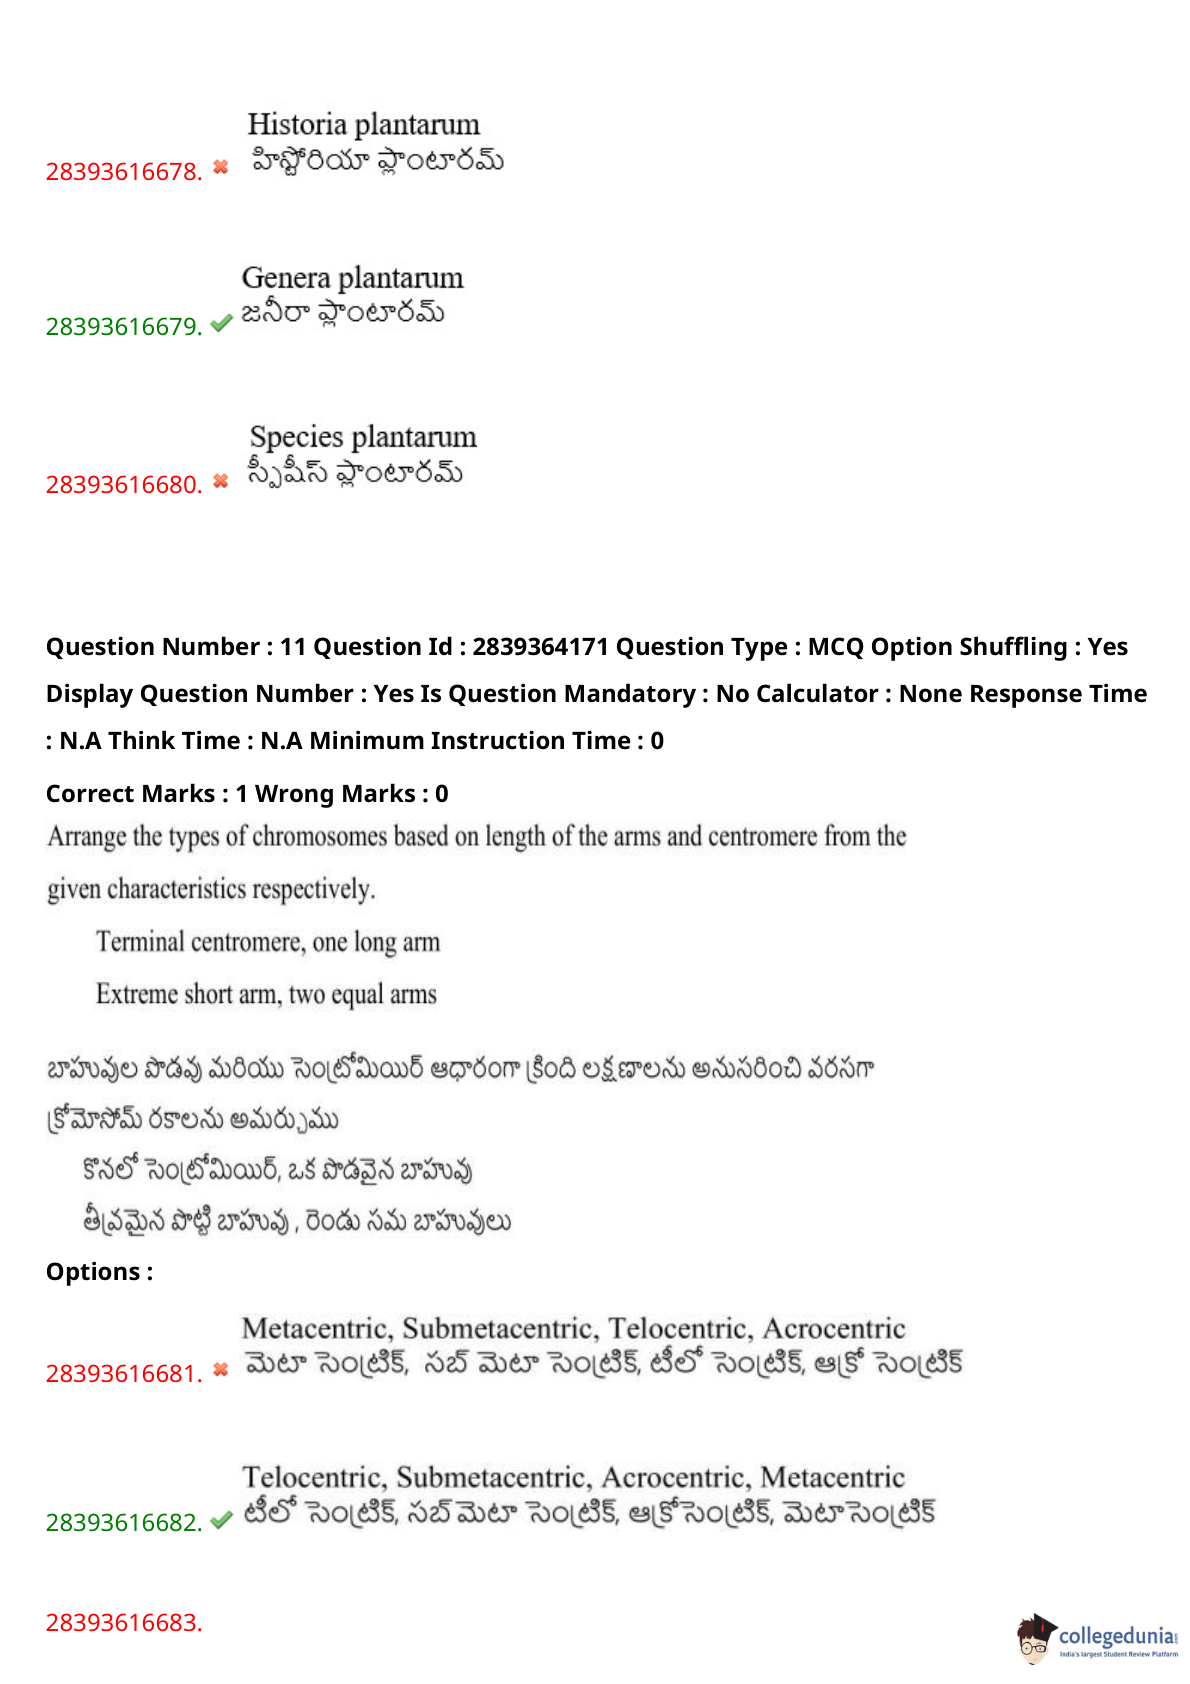 Historia plantarum
28393616678. హిస్టోరియా ప్లాంటారమ్
Genera plantarum
28393616679. జనీరా ప్లాంటారమ్
Species plantarum
28393616680. స్పీషీస్ ప్లాంటారమ్
Question Number : 11 Question Id : 2839364171 Question Type : MCQ Option Shuffling : Yes
Display Question Number : Yes Is Question Mandatory : No Calculator : None Response Time
: N.A Think Time : N.A Minimum Instruction Time : 0
Correct Marks : 1 Wrong Marks : 0
Arrange the types of chromosomes based on length of the arms and centromere from the
given characteristics respectively.
Terminal centromere, one long arm
Extreme short arm, two equal arms
బాహువుల పొడవు మరియు సెంట్రోమియిర్ ఆధారంగా క్రింది లక్షణాలను అనుసరించి వరసగా
క్రోమోసోమ్ రకాలను అమర్చుము
కొనలో సెంట్రోమియిర్, ఒక పొడవైన బాహువు
తీవ్రమైన పొట్టి బాహువు , రెండు సమ బాహువులు
Options :
Metacentric, Submetacentric, Telocentric, Acrocentric
28393616681. మెటా సెంట్రిక్, సబ్ మెటా సెంట్రిక్, టీలో సెంట్రిక్, ఆక్రో సెంట్రిక్
Telocentric, Submetacentric, Acrocentric, Metacentric
28393616682. టీలో సెంట్రిక్, సబ్ మెటా సెంట్రిక్, ఆక్రోసెంట్రిక్, మెటాసెంట్రిక్
28393616683.
collegedunia
India's largest Student Review Platform